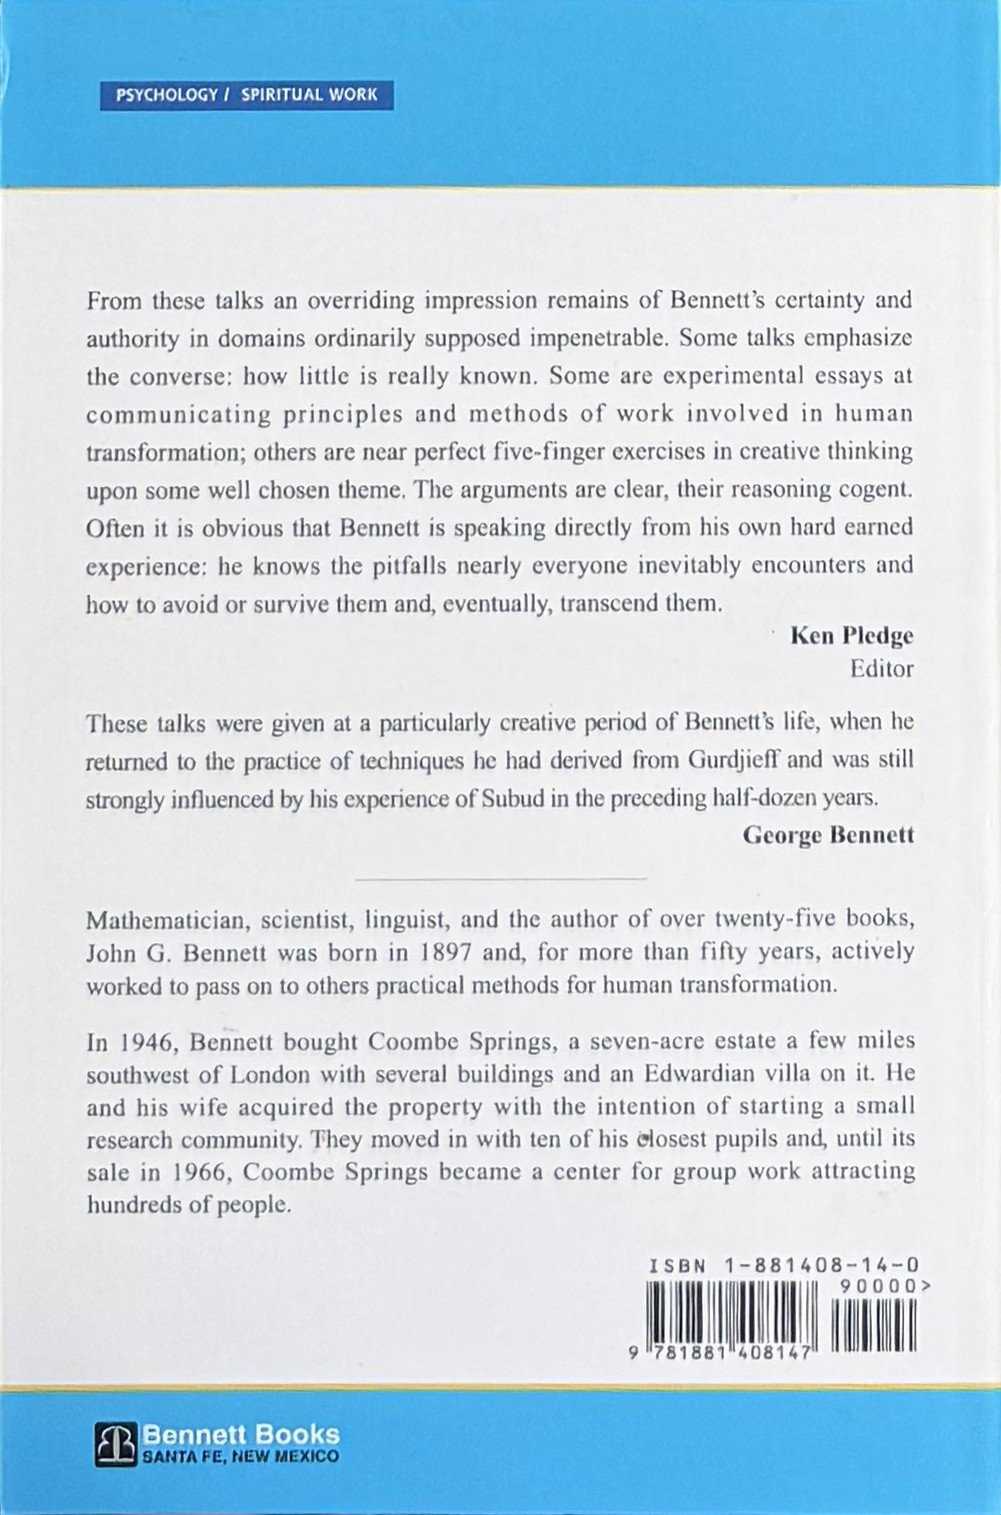 PSYCHOLOGY / SPIRITUAL WORK
From these talks an overriding impression remains of Bennett's certainty and
authority in domains ordinarily supposed impenetrable. Some talks emphasize
the converse: how little is really known. Some are experimental essays at
communicating principles and methods of work involved in human
transformation; others are near perfect five-finger exercises in creative thinking
upon some well chosen theme. The arguments are clear, their reasoning cogent.
Often it is obvious that Bennett is speaking directly from his own hard earned
experience: he knows the pitfalls nearly everyone inevitably encounters and
how to avoid or survive them and, eventually, transcend them.
Ken Pledge
Editor
These talks were given at a particularly creative period of Bennett's life, when he
returned to the practice of techniques he had derived from Gurdjieff and was still
strongly influenced by his experience of Subud in the preceding half-dozen years.
George Bennett
Mathematician, scientist, linguist, and the author of over twenty-five books,
John G. Bennett was born in 1897 and, for more than fifty years, actively
worked to pass on to others practical methods for human transformation.
In 1946, Bennett bought Coombe Springs, a seven-acre estate a few miles
southwest of London with several buildings and an Edwardian villa on it. He
and his wife acquired the property with the intention of starting a small
research community. They moved in with ten of his closest pupils and, until its
sale in 1966, Coombe Springs became a center for group work attracting
hundreds of people.
ISBN 1-881408-14-0
90000>
9 781881 408147
Bennett Books
SANTA FE, NEW MEXICO